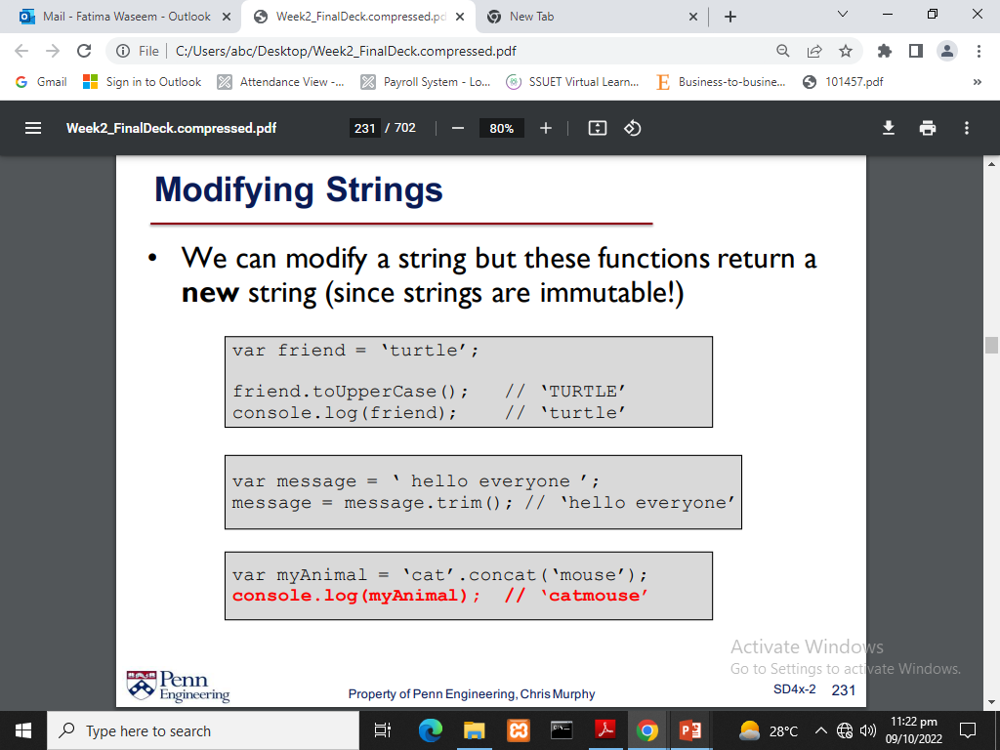 Mail - Fatima Waseem - Outlook
Week2_FinalDeck.compressed.pd
New Tab
File
C:/Users/abc/Desktop/Week2_FinalDeck.compressed.pdf
Gmail
Sign in to Outlook
Attendance View -...
Payroll System - Lo...
SSUET Virtual Learn...
Business-to-busine...
101457.pdf
»
Week2_FinalDeck.compressed.pdf
231 / 702
80%
Modifying Strings
• We can modify a string but these functions return a
new string (since strings are immutable!)
var friend = ‘turtle’;
friend.toUpperCase(); // ‘TURTLE’
console.log(friend); // ‘turtle’
var message = ‘ hello everyone ’;
message = message.trim(); // ‘hello everyone’
var myAnimal = ‘cat’.concat(‘mouse’);
console.log(myAnimal); // ‘catmouse’
Activate Windows
Go to Settings to activate Windows.
Penn
Engineering
Property of Penn Engineering, Chris Murphy
SD4x-2 231
Type here to search
28°C
11:22 pm
09/10/2022